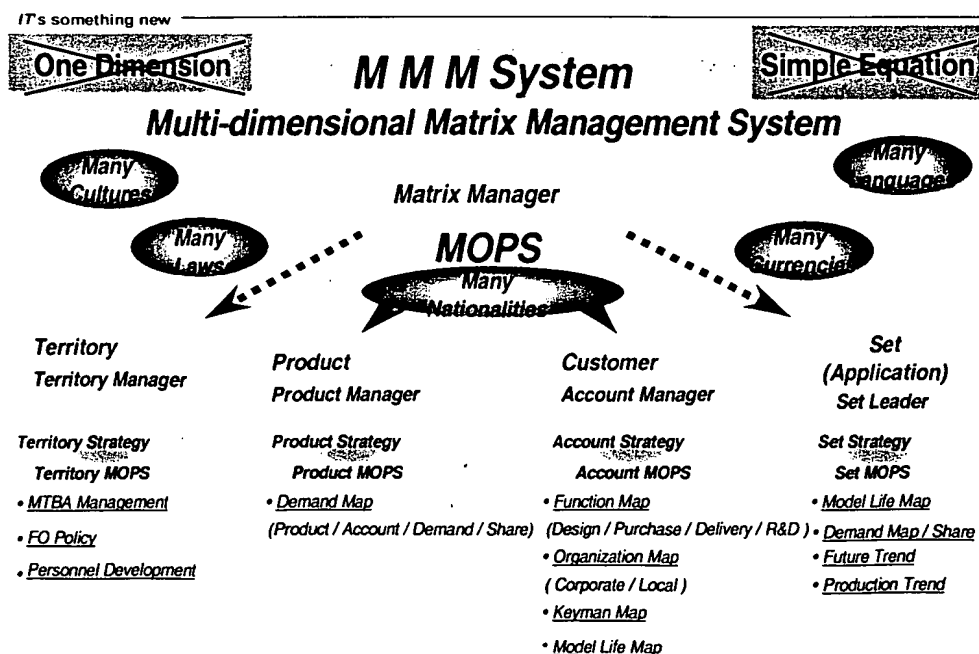 IT's something new
One Dimension
M M M System
Simple Equation
Multi-dimensional Matrix Management System
Many
Cultures
Many
Languages
Matrix Manager
Many
Laws
MOPS
Many
Currencies
Many
Nationalities
Territory
Territory Manager
Product
Product Manager
Customer
Account Manager
Set
(Application)
Set Leader
Territory Strategy
Territory MOPS
• MTBA Management
• FO Policy
• Personnel Development
Product Strategy
Product MOPS
• Demand Map
(Product / Account / Demand / Share)
Account Strategy
Account MOPS
• Function Map
(Design / Purchase / Delivery / R&D )
• Organization Map
( Corporate / Local )
• Keyman Map
• Model Life Map
Set Strategy
Set MOPS
• Model Life Map
• Demand Map / Share
• Future Trend
• Production Trend